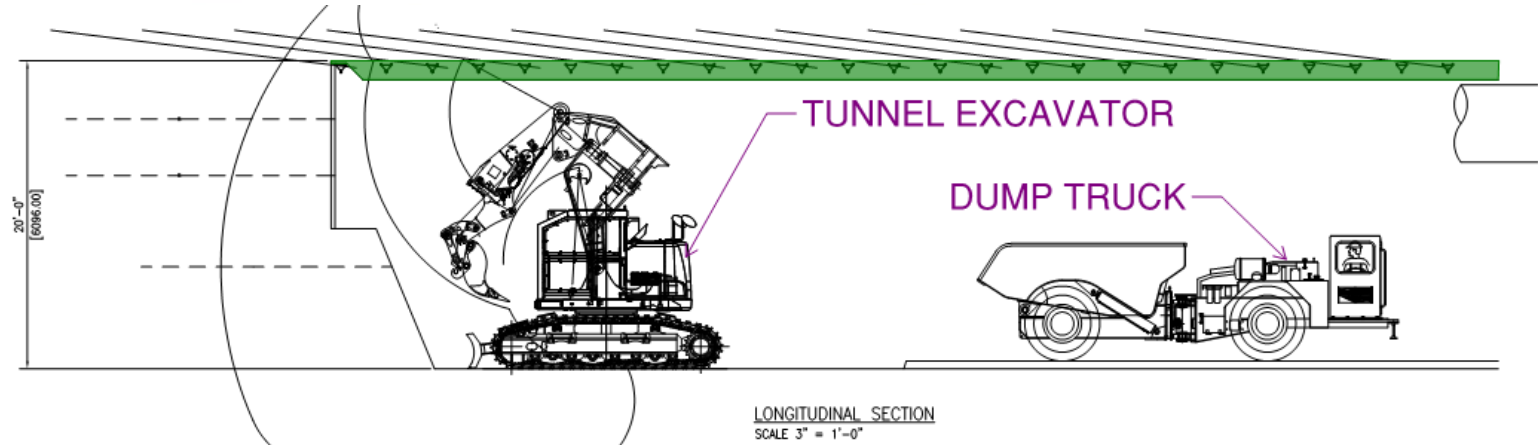 TUNNEL EXCAVATOR
DUMP TRUCK
20'-0"
[6096.00]
LONGITUDINAL SECTION
SCALE 3" = 1'-0"